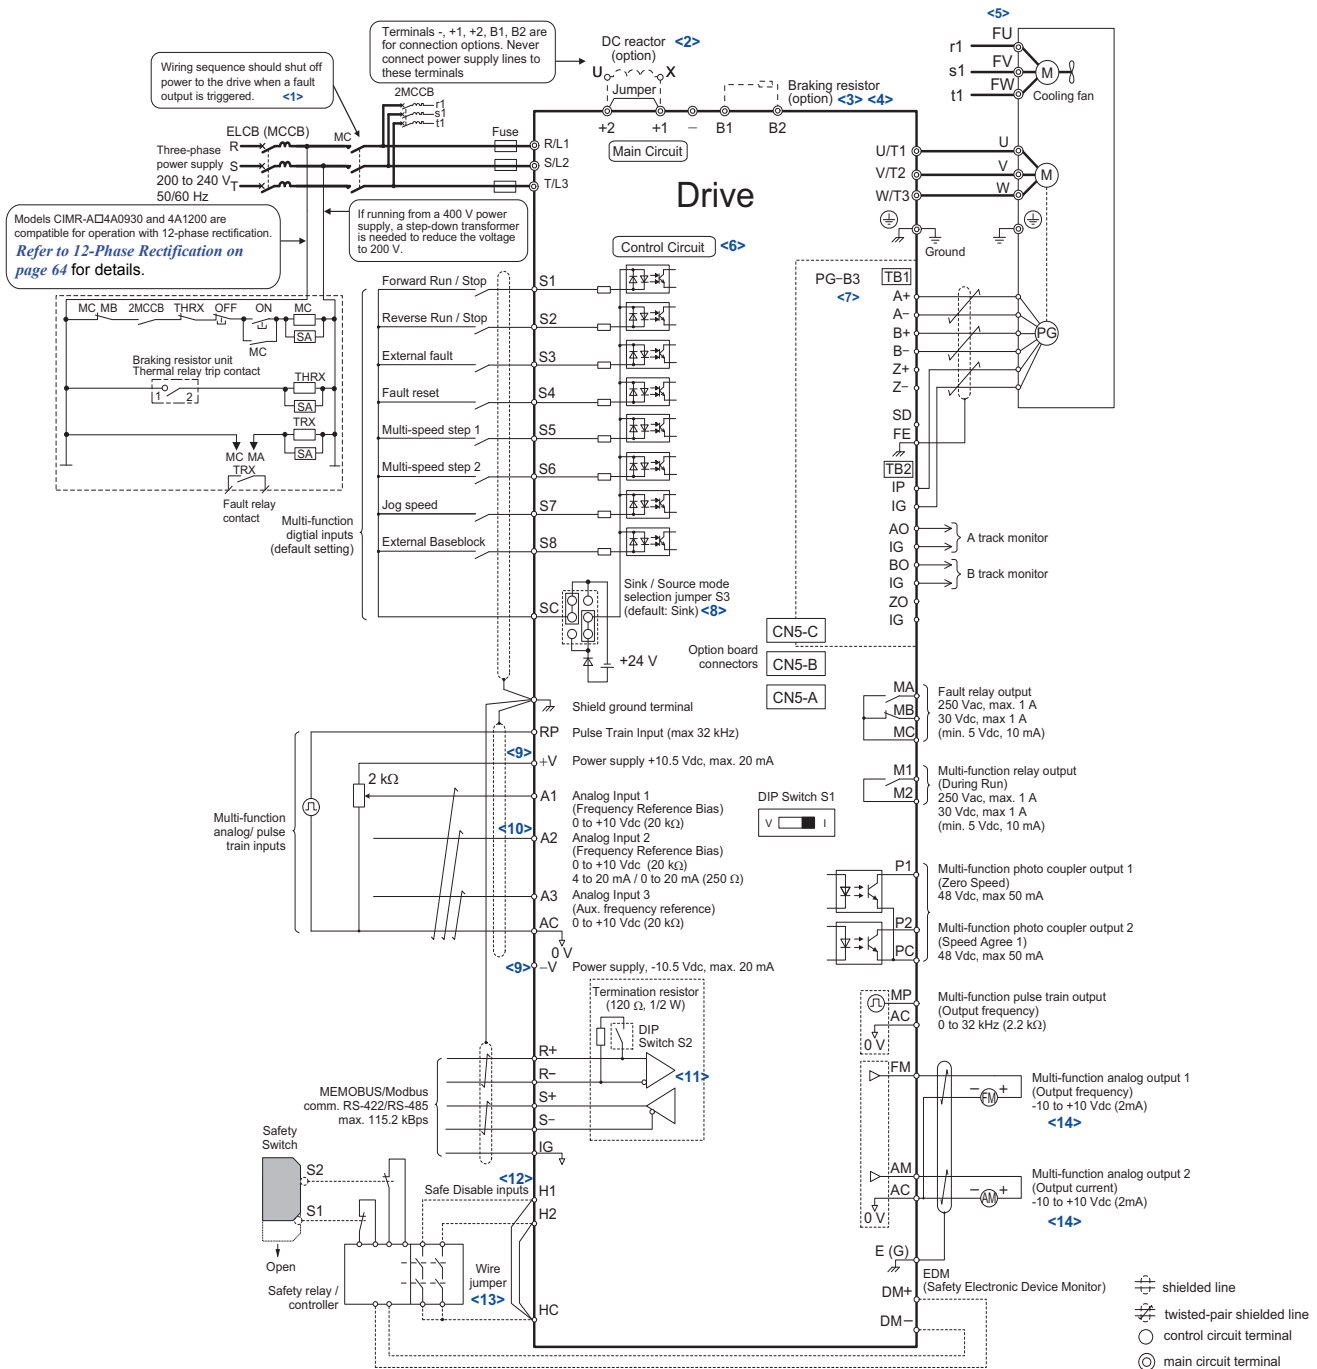 Terminals -, +1, +2, B1, B2 are
for connection options. Never
connect power supply lines to
these terminals
Wiring sequence should shut off
power to the drive when a fault
output is triggered. <1>
DC reactor <2>
(option)
U X
Jumper
Braking resistor
(option) <3> <4>
<5>
FU
r1
FV
s1
FW
t1
M
Cooling fan
2MCCB
r1
s1
t1
+2 +1 − B1 B2
Main Circuit
ELCB (MCCB)
MC
Fuse
Three-phase
power supply
200 to 240 V
50/60 Hz
R
S
T
R/L1
S/L2
T/L3
Drive
U/T1
V/T2
W/T3
U
V
W
M
Ground
Models CIMR-A□4A0930 and 4A1200 are
compatible for operation with 12-phase rectification.
Refer to 12-Phase Rectification on
page 64 for details.
If running from a 400 V power
supply, a step-down transformer
is needed to reduce the voltage
to 200 V.
Control Circuit <6>
MC MB 2MCCB THRX OFF ON MC
SA
MC
Braking resistor unit
Thermal relay trip contact
1 2
THRX
SA
TRX
SA
MC MA
TRX
Fault relay
contact
Multi-function
digtial inputs
(default setting)
Forward Run / Stop S1
Reverse Run / Stop S2
External fault S3
Fault reset S4
Multi-speed step 1 S5
Multi-speed step 2 S6
Jog speed S7
External Baseblock S8
SC
Sink / Source mode
selection jumper S3
(default: Sink) <8>
+24 V
PG-B3
<7>
TB1
A+
A−
B+
B−
Z+
Z−
SD
FE
PG
TB2
IP
IG
AO
IG
A track monitor
BO
IG
B track monitor
ZO
IG
Option board
connectors
CN5-C
CN5-B
CN5-A
Shield ground terminal
RP Pulse Train Input (max 32 kHz)
<9>
+V Power supply +10.5 Vdc, max. 20 mA
2 kΩ
Multi-function
analog/ pulse
train inputs
A1 Analog Input 1
(Frequency Reference Bias)
0 to +10 Vdc (20 kΩ)
<10>
A2 Analog Input 2
(Frequency Reference Bias)
0 to +10 Vdc (20 kΩ)
4 to 20 mA / 0 to 20 mA (250 Ω)
A3 Analog Input 3
(Aux. frequency reference)
0 to +10 Vdc (20 kΩ)
AC
0 V
<9> −V Power supply, -10.5 Vdc, max. 20 mA
DIP Switch S1
V I
MA
MB
MC
Fault relay output
250 Vac, max. 1 A
30 Vdc, max 1 A
(min. 5 Vdc, 10 mA)
M1
M2
Multi-function relay output
(During Run)
250 Vac, max. 1 A
30 Vdc, max 1 A
(min. 5 Vdc, 10 mA)
P1
Multi-function photo coupler output 1
(Zero Speed)
48 Vdc, max 50 mA
P2
PC
Multi-function photo coupler output 2
(Speed Agree 1)
48 Vdc, max 50 mA
MP
AC
0 V
Multi-function pulse train output
(Output frequency)
0 to 32 kHz (2.2 kΩ)
FM
− FM +
Multi-function analog output 1
(Output frequency)
-10 to +10 Vdc (2mA)
<14>
AM
AC
0 V
− AM +
Multi-function analog output 2
(Output current)
-10 to +10 Vdc (2mA)
<14>
E (G)
Termination resistor
(120 Ω, 1/2 W)
DIP
Switch S2
<11>
MEMOBUS/Modbus
comm. RS-422/RS-485
max. 115.2 kBps
R+
R−
S+
S−
IG
Safety
Switch
S2
S1
Open
Safety relay /
controller
<12>
Safe Disable inputs
H1
H2
Wire
jumper
<13>
HC
EDM
(Safety Electronic Device Monitor)
DM+
DM−
shielded line
twisted-pair shielded line
control circuit terminal
main circuit terminal